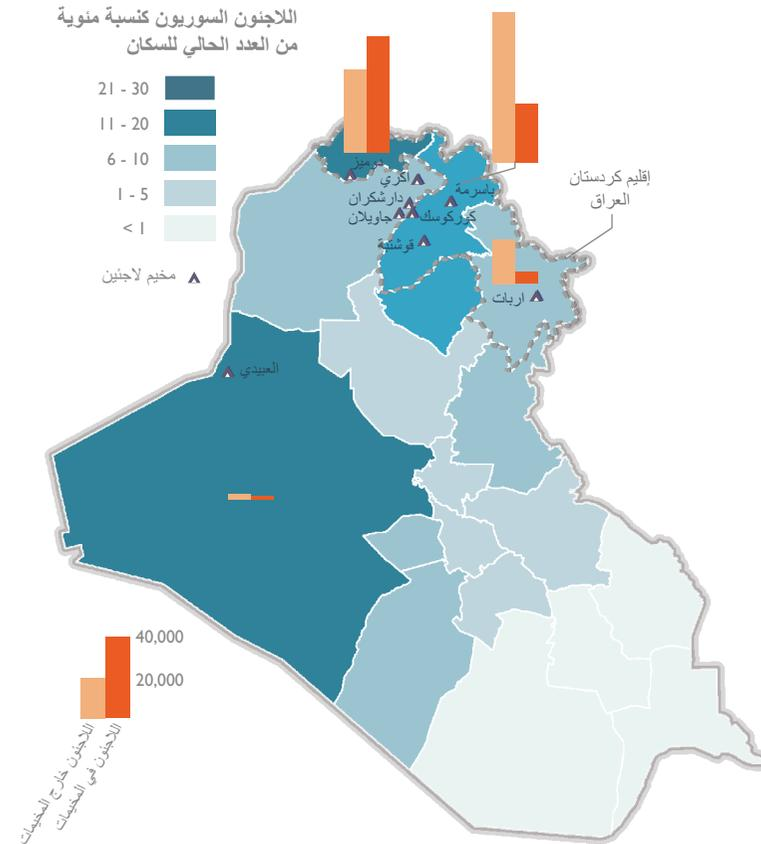 اللاجئون السوريون كنسبة مئوية
من العدد الحالي للسكان
21 - 30
11 - 20
6 - 10
1 - 5
< 1
مخيم لاجئين
دوميز
اكري
باسرمة
دارشكران
جاويلان
كوركوسك
قوشتبة
إقليم كردستان
العراق
اربات
العبيدي
40,000
20,000
اللاجئون خارج المخيمات
اللاجئون في المخيمات